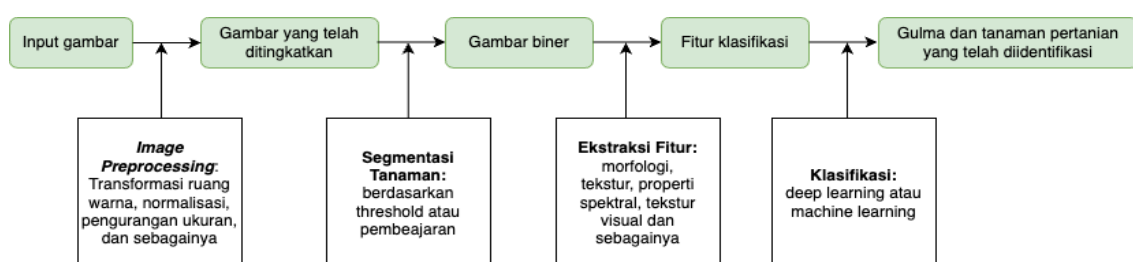 Input gambar
Gambar yang telah
ditingkatkan
Gambar biner
Fitur klasifikasi
Gulma dan tanaman pertanian
yang telah diidentifikasi
Image
Preprocessing:
Transformasi ruang
warna, normalisasi,
pengurangan ukuran,
dan sebagainya
Segmentasi
Tanaman:
berdasarkan
threshold atau
pembeajaran
Ekstraksi Fitur:
morfologi,
tekstur, properti
spektral, tekstur
visual dan
sebagainya
Klasifikasi:
deep learning atau
machine learning